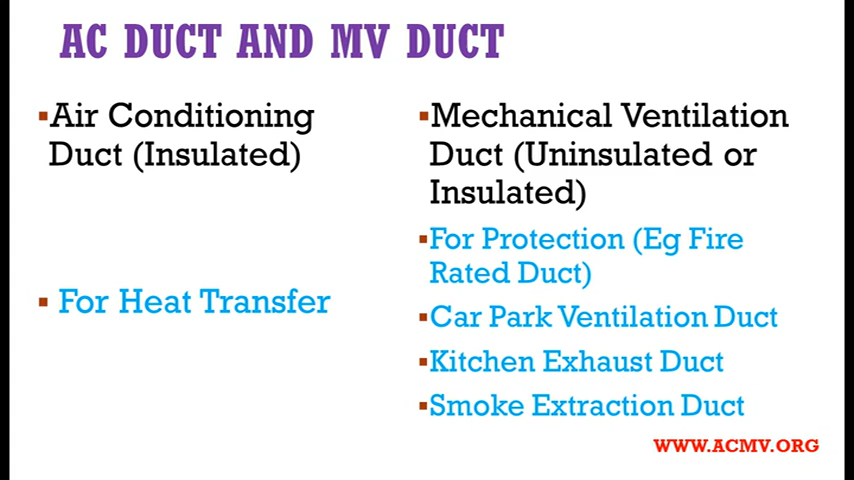 AC DUCT AND MV DUCT
▪Air Conditioning
Duct (Insulated)
▪ For Heat Transfer
▪Mechanical Ventilation
Duct (Uninsulated or
Insulated)
▪For Protection (Eg Fire
Rated Duct)
▪Car Park Ventilation Duct
▪Kitchen Exhaust Duct
▪Smoke Extraction Duct
WWW.ACMV.ORG